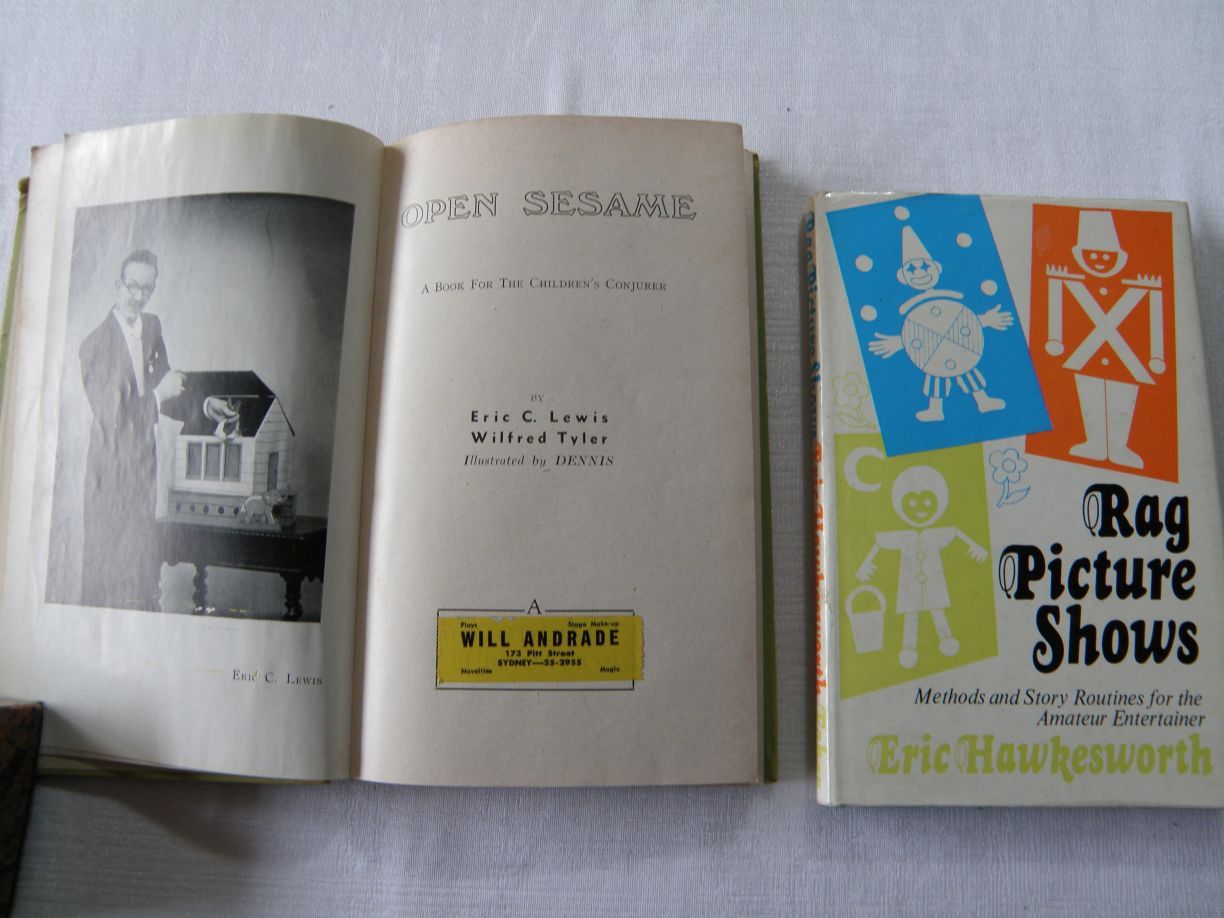 Eric C. Lewis
OPEN SESAME
A Book For The Children's Conjurer
BY
Eric C. Lewis
Wilfred Tyler
Illustrated by DENNIS
A
Plays Stage Make-up
WILL ANDRADE
173 Pitt Street
SYDNEY—25-2955
Novelties Magic
Rag
Picture
Shows
Methods and Story Routines for the
Amateur Entertainer
Eric Hawkesworth